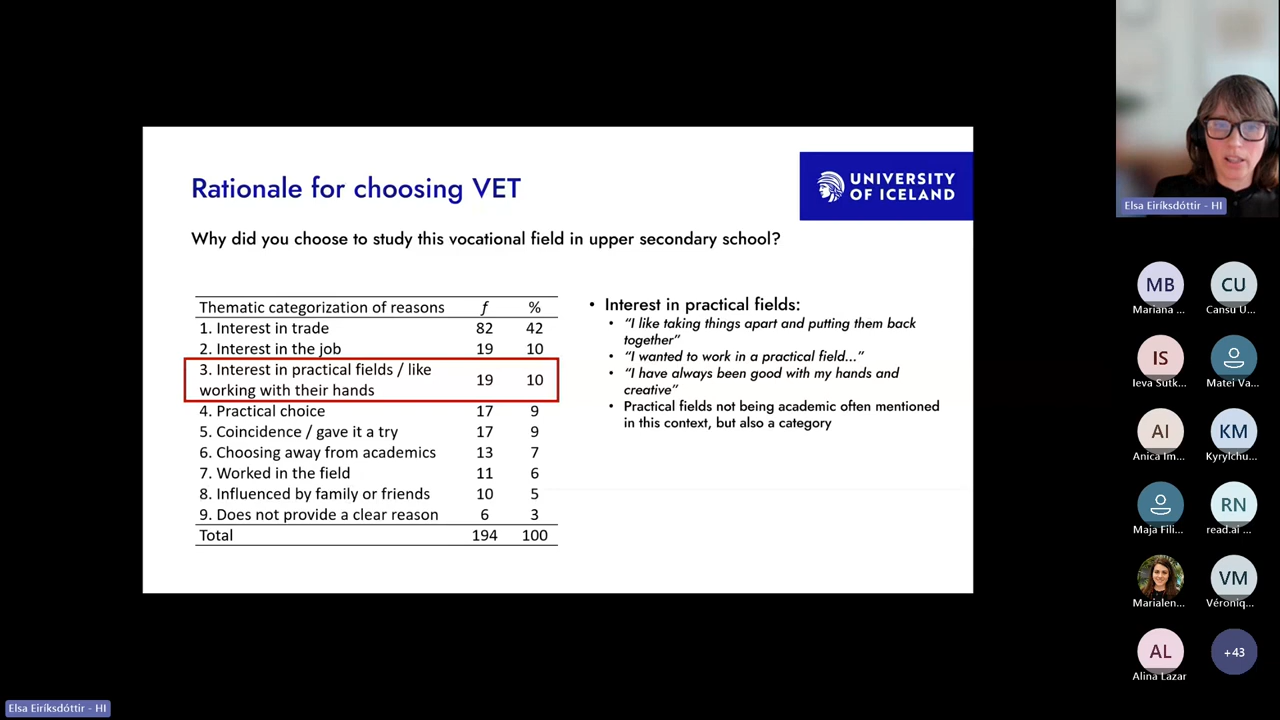 Rationale for choosing VET
UNIVERSITY
OF ICELAND
Why did you choose to study this vocational field in upper secondary school?
Thematic categorization of reasons f %
1. Interest in trade 82 42
2. Interest in the job 19 10
3. Interest in practical fields / like
working with their hands 19 10
4. Practical choice 17 9
5. Coincidence / gave it a try 17 9
6. Choosing away from academics 13 7
7. Worked in the field 11 6
8. Influenced by family or friends 10 5
9. Does not provide a clear reason 6 3
Total 194 100
• Interest in practical fields:
• “I like taking things apart and putting them back
together”
• “I wanted to work in a practical field...”
• “I have always been good with my hands and
creative”
• Practical fields not being academic often mentioned
in this context, but also a category
Elsa Eiríksdóttir - HI
MB CU
Mariana ... Cansu U...
IS
Ieva Sutk... Matei Va...
AI KM
Anica Im... Kyrylchu...
RN
Maja Fili... read.ai ...
VM
Marialen... Véroniq...
AL +43
Alina Lazar
Elsa Eiríksdóttir - HI